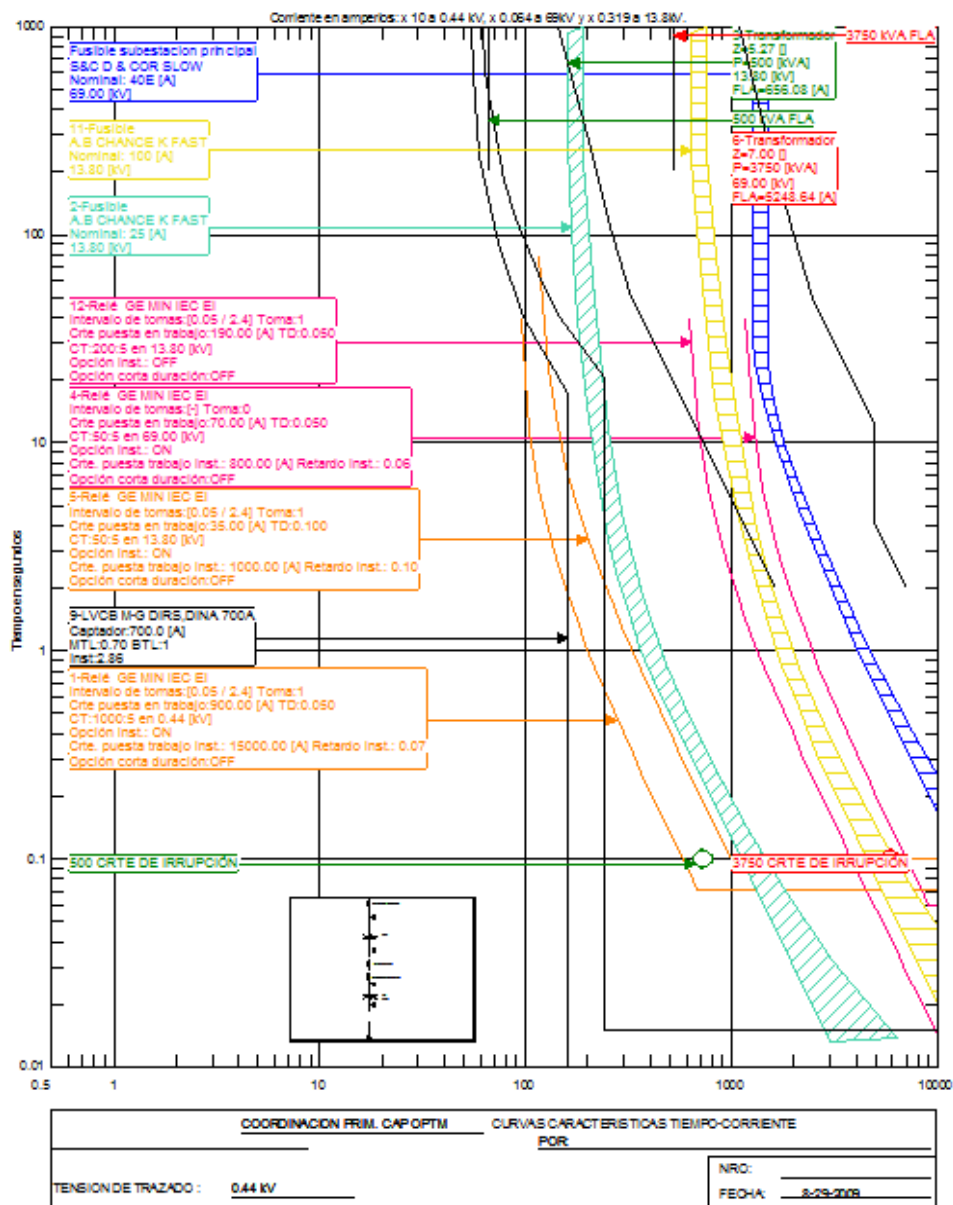 Corriente en amperios: x 10 a 0.44 kV, x 0.064 a 69kV y x 0.319 a 13.8kV.
1000
Fusible subestacion principal
S&C D & COR SLOW
Nominal: 40E [A]
69.00 [kV]
11-Fusible
A.B CHANCE K FAST
Nominal: 100 [A]
13.80 [kV]
2-Fusible
A.B CHANCE K FAST
Nominal: 25 [A]
13.80 [kV]
3-Transformador
Z=5.27 []
P=500 [kVA]
13.80 [kV]
FLA=656.08 [A]
3750 kVA FLA
500 kVA FLA
6-Transformador
Z=7.00 []
P=3750 [kVA]
69.00 [kV]
FLA=5248.64 [A]
100
12-Relé GE MIN IEC EI
Intervalo de tomas:[0.05 / 2.4] Toma:1
Crte puesta en trabajo:190.00 [A] TD:0.050
CT:200:5 en 13.80 [kV]
Opción Inst.: OFF
Opción corta duración:OFF
4-Relé GE MIN IEC EI
Intervalo de tomas:[-] Toma:0
Crte puesta en trabajo:70.00 [A] TD:0.050
CT:50:5 en 69.00 [kV]
Opción Inst.: ON
Crte. puesta trabajo Inst.: 800.00 [A] Retardo Inst.: 0.06
Opción corta duración:OFF
10
5-Relé GE MIN IEC EI
Intervalo de tomas:[0.05 / 2.4] Toma:1
Crte puesta en trabajo:35.00 [A] TD:0.100
CT:50:5 en 13.80 [kV]
Opción Inst.: ON
Crte. puesta trabajo Inst.: 1000.00 [A] Retardo Inst.: 0.10
Opción corta duración:OFF
Tiempo en segundos
9-LVCB M-G DIRS,DINA 700A
Captador:700.0 [A]
MTL:0.70 BTL:1
Inst:2.86
1
1-Relé GE MIN IEC EI
Intervalo de tomas:[0.05 / 2.4] Toma:1
Crte puesta en trabajo:900.00 [A] TD:0.050
CT:1000:5 en 0.44 [kV]
Opción Inst.: ON
Crte. puesta trabajo Inst.: 15000.00 [A] Retardo Inst.: 0.07
Opción corta duración:OFF
0.1
500 CRTE DE IRRUPCIÓN
3750 CRTE DE IRRUPCIÓN
0.01
0.5 1 10 100 1000 10000
COORDINACION PRIM. CAP OPTM CURVAS CARACTERISTICAS TIEMPO-CORRIENTE
POR:
TENSION DE TRAZADO : 0.44 kV
NRO:
FECHA: 8-29-2009